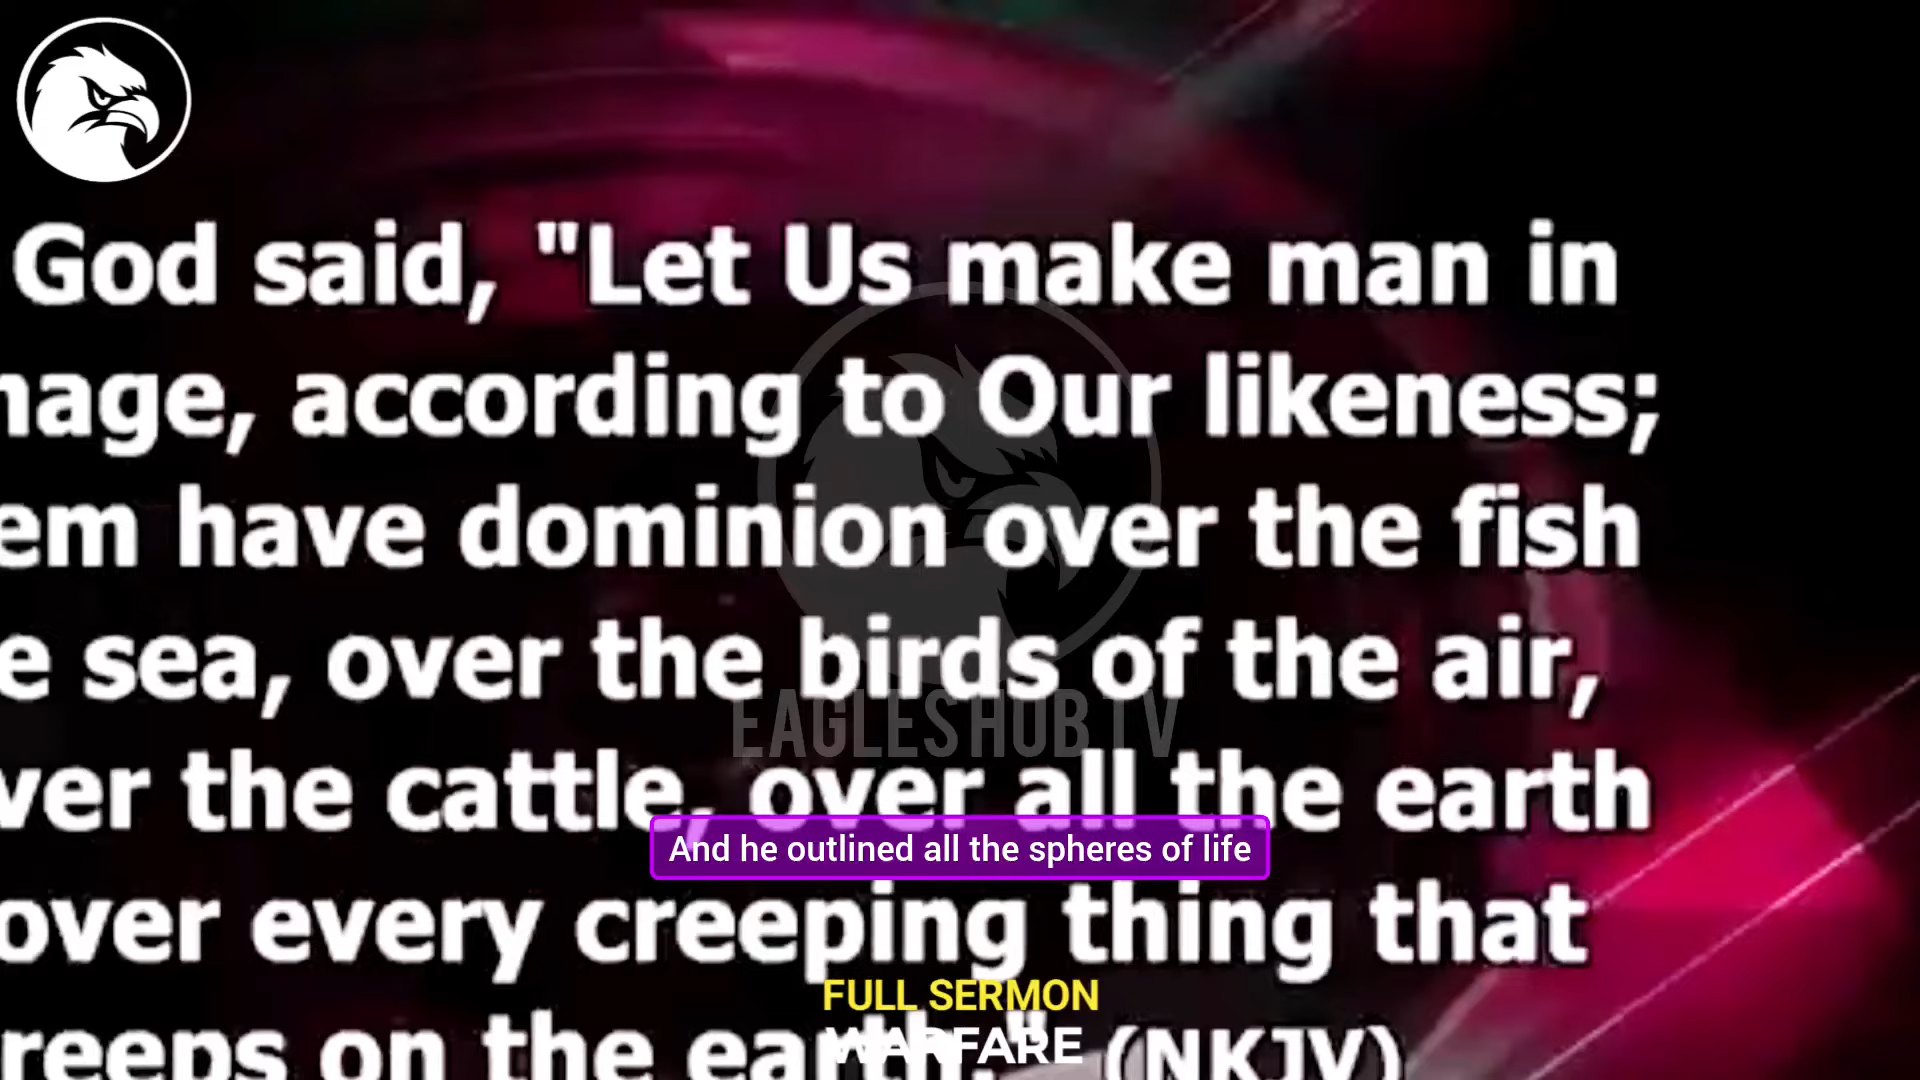 God said, "Let Us make man in
nage, according to Our likeness;
em have dominion over the fish
e sea, over the birds of the air,
EAGLESHUB TV
ver the cattle, over all the earth
And he outlined all the spheres of life
over every creeping thing that
FULL SERMON
reeps on the earth." (NKJV)
WARFARE